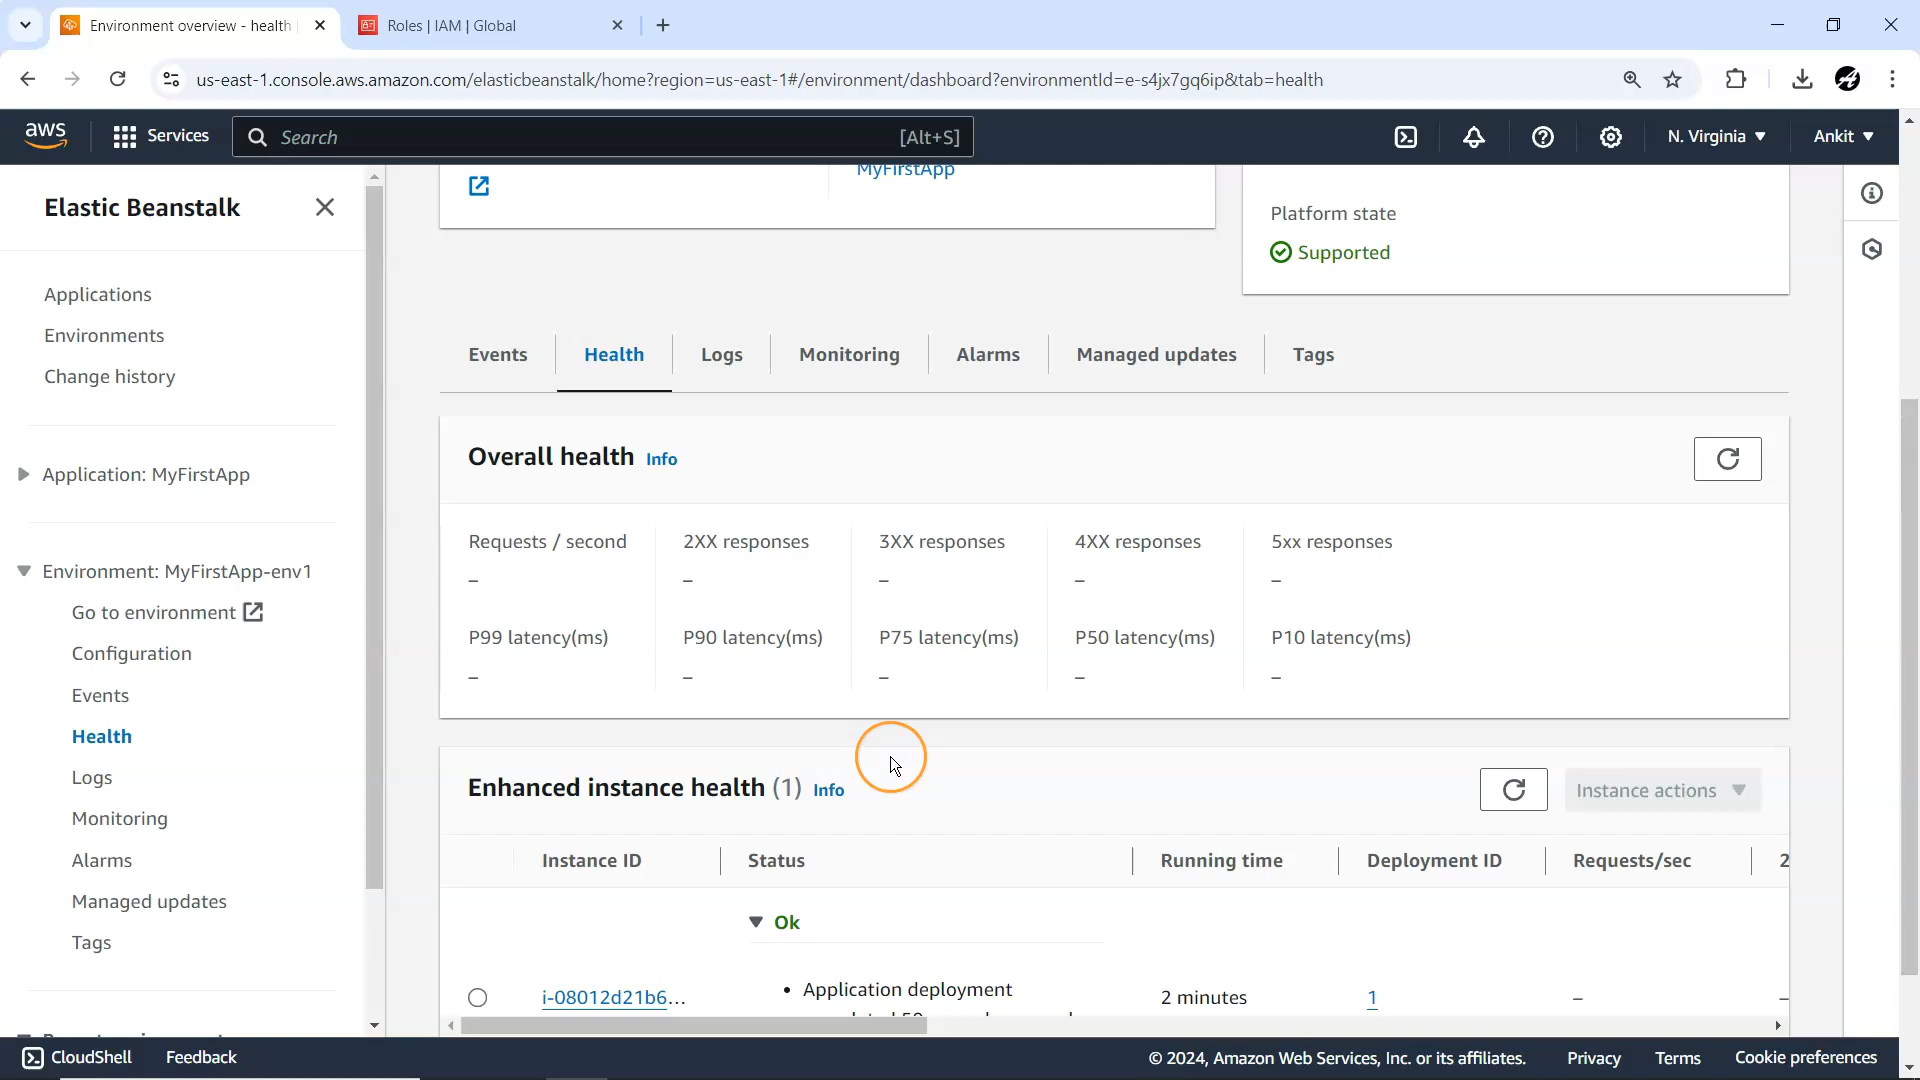 Environment overview - health
Roles | IAM | Global
us-east-1.console.aws.amazon.com/elasticbeanstalk/home?region=us-east-1#/environment/dashboard?environmentId=e-s4jx7gq6ip&tab=health
aws
Services
Search
[Alt+S]
N. Virginia
Ankit
Elastic Beanstalk
Applications
Environments
Change history
Application: MyFirstApp
Environment: MyFirstApp-env1
Go to environment
Configuration
Events
Health
Logs
Monitoring
Alarms
Managed updates
Tags
MyFirstApp
Platform state
Supported
Events Health Logs Monitoring Alarms Managed updates Tags
Overall health Info
Requests / second 2XX responses 3XX responses 4XX responses 5xx responses
– – – – –
P99 latency(ms) P90 latency(ms) P75 latency(ms) P50 latency(ms) P10 latency(ms)
– – – – –
Enhanced instance health (1) Info
Instance actions
Instance ID Status Running time Deployment ID Requests/sec 2
Ok
i-08012d21b6... • Application deployment 2 minutes 1 – –
CloudShell Feedback
© 2024, Amazon Web Services, Inc. or its affiliates. Privacy Terms Cookie preferences